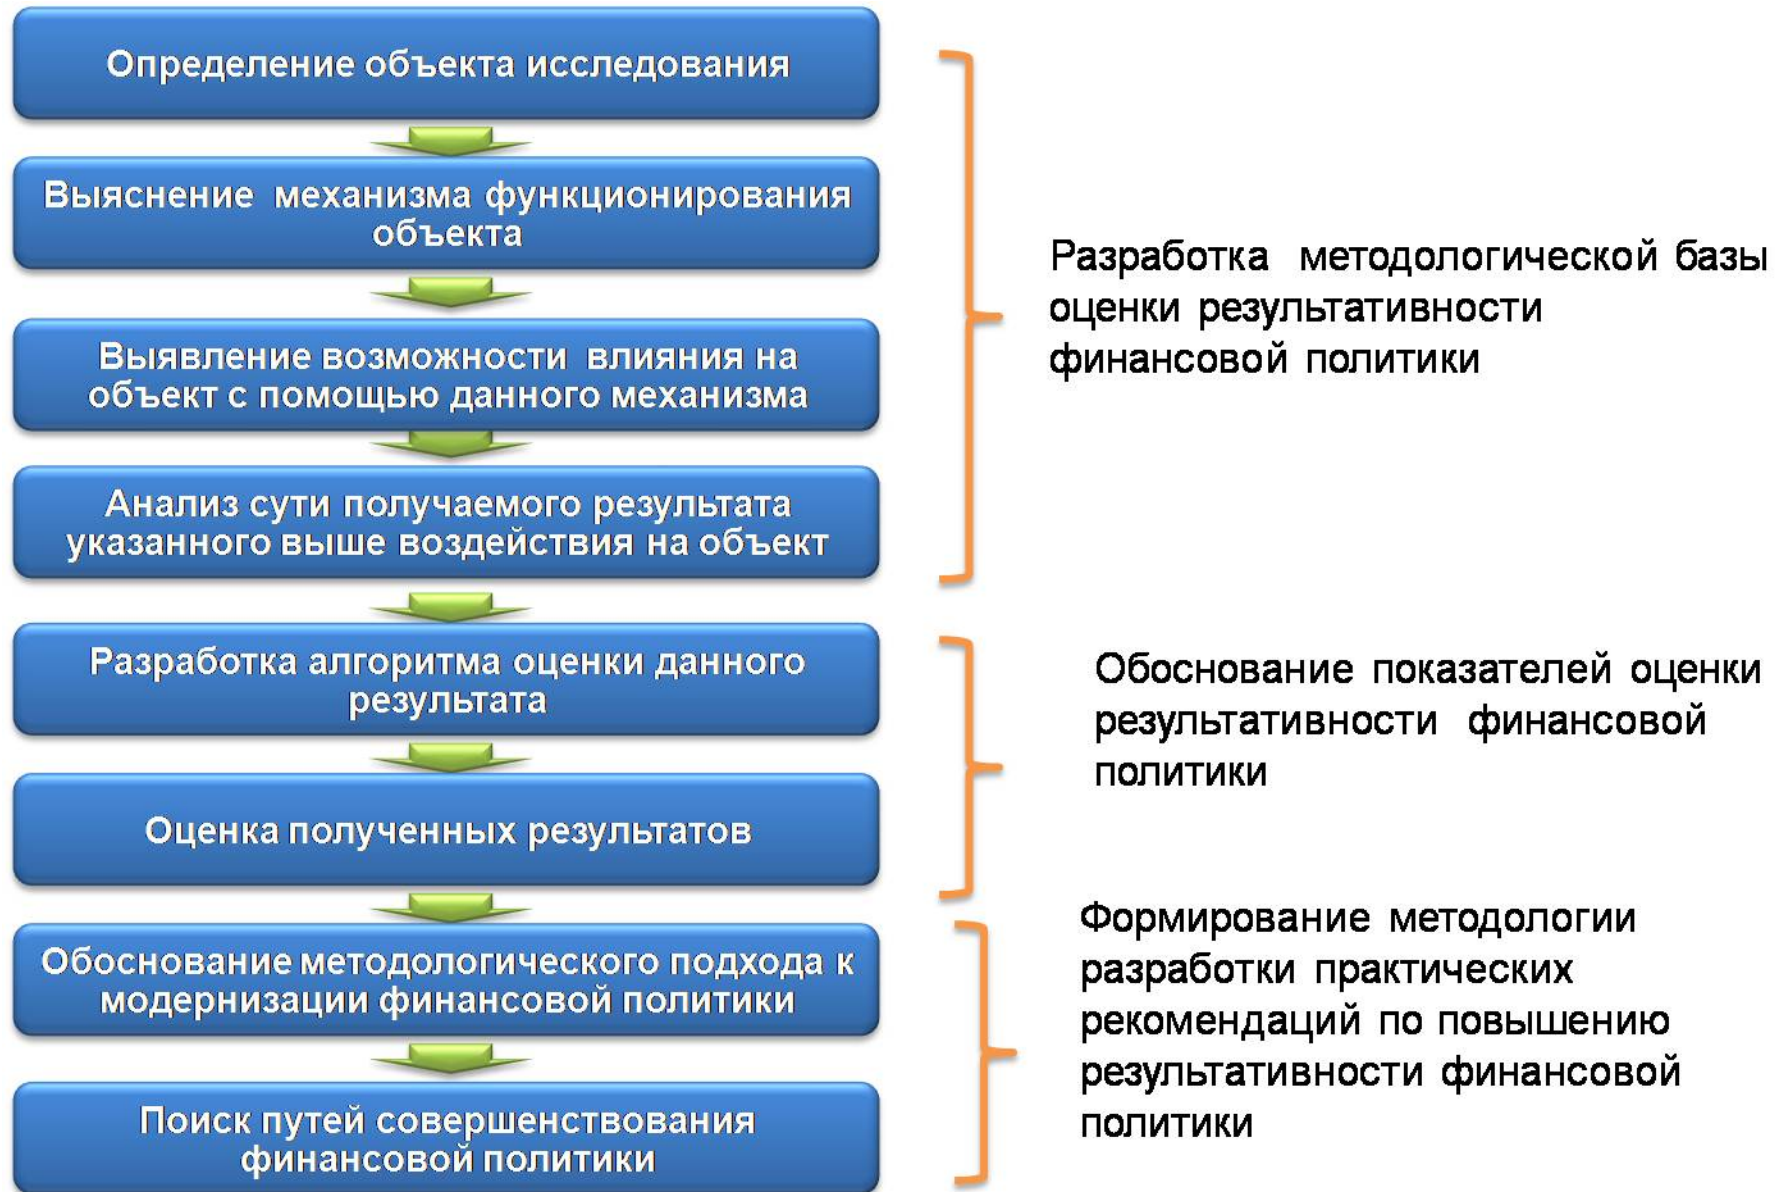 Определение объекта исследования
Выяснение механизма функционирования
объекта
Выявление возможности влияния на
объект с помощью данного механизма
Анализ сути получаемого результата
указанного выше воздействия на объект
Разработка методологической базы
оценки результативности
финансовой политики
Разработка алгоритма оценки данного
результата
Оценка полученных результатов
Обоснование показателей оценки
результативности финансовой
политики
Обоснование методологического подхода к
модернизации финансовой политики
Поиск путей совершенствования
финансовой политики
Формирование методологии
разработки практических
рекомендаций по повышению
результативности финансовой
политики